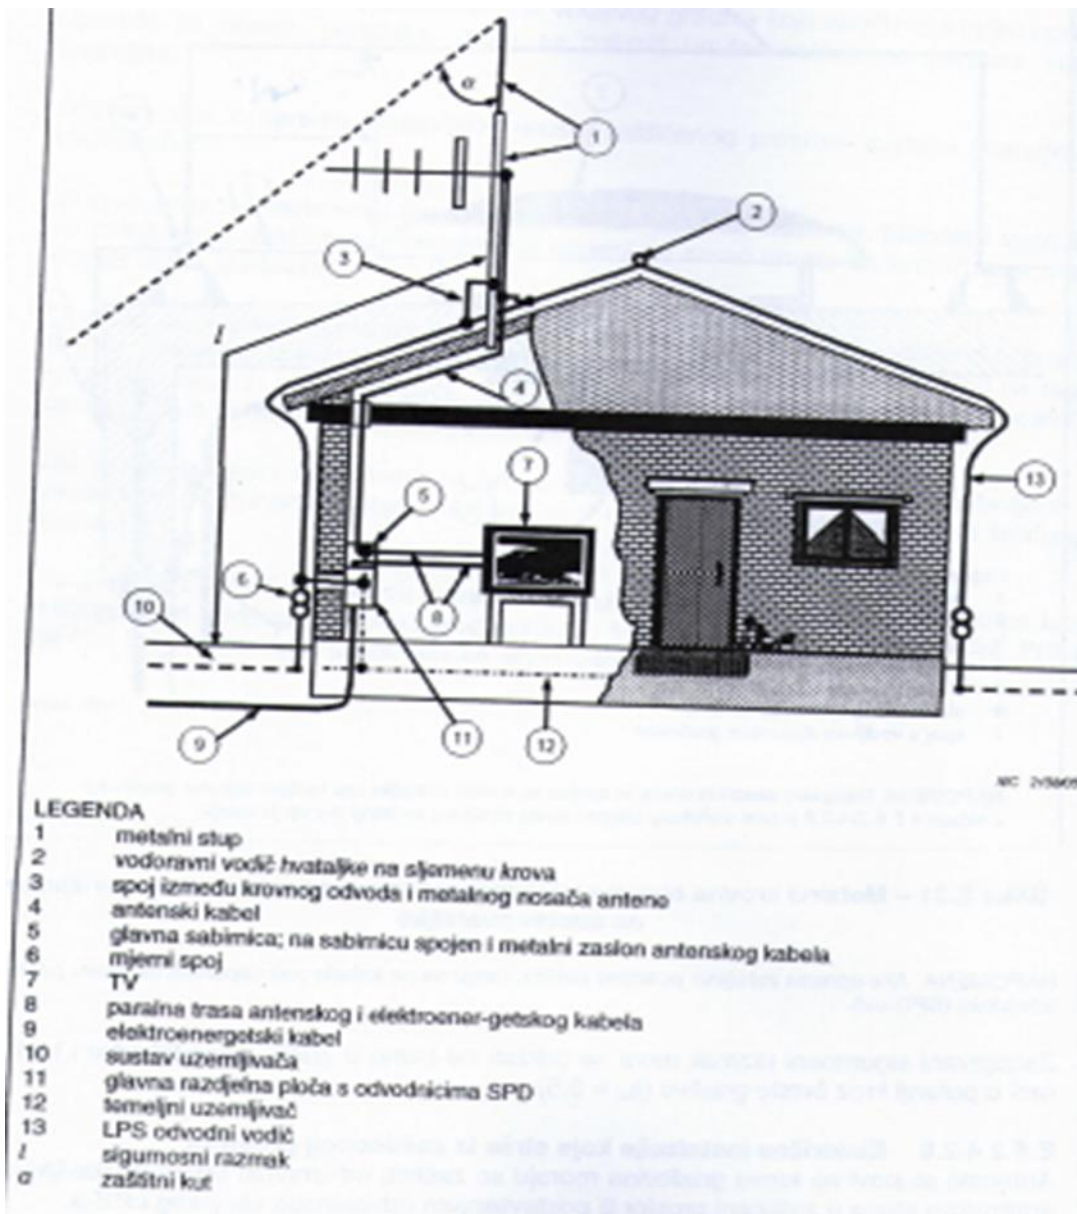 α
1
2
3
l
4
7
5
13
6
8
10
9
11
12
LEGENDA
1 metalni stup
2 vodoravni vodič hvataljke na sljemenu krova
3 spoj između krovnog odvoda i metalnog nosača antene
4 antenski kabel
5 glavna sabirnica; na sabirnicu spojen i metalni zaslon antenskog kabela
6 mjerni spoj
7 TV
8 paralna trasa antenskog i elektroener-getskog kabela
9 elektroenergetski kabel
10 sustav uzemljivača
11 glavna razdjelna ploča s odvodnicima SPD
12 temeljni uzemljivač
13 LPS odvodni vodič
l sigurnosni razmak
α zaštitni kut